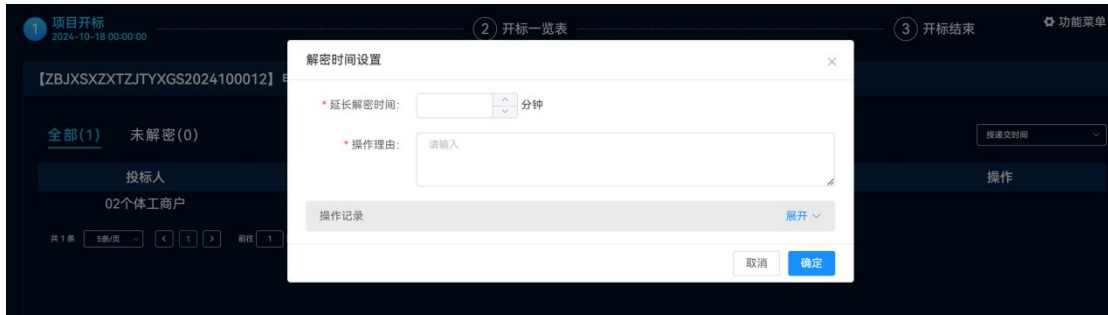 1 项目开标
2024-10-18 00:00:00
2 开标一览表
3 开标结束
功能菜单
【ZBJXSXZXTZJTYXGS2024100012】
解密时间设置
* 延长解密时间: 分钟
* 操作理由: 请输入
操作记录 展开
取消 确定
全部(1) 未解密(0)
按递交时间
投标人 操作
02个体工商户
共 1 条 5条/页 1 前往 1